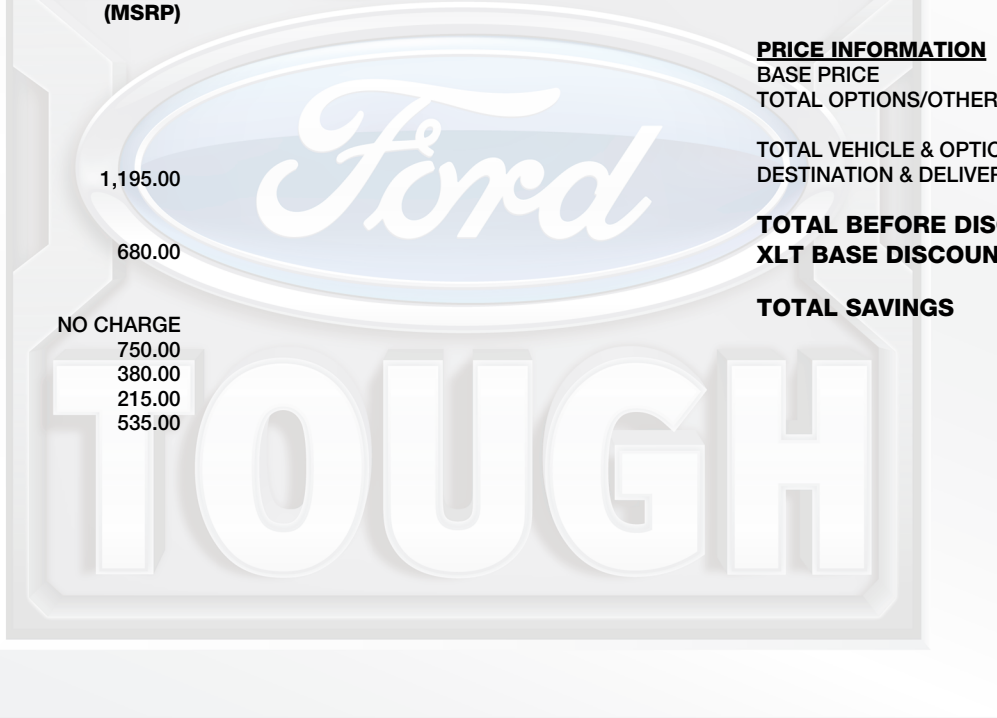 (MSRP)
1,195.00
680.00
NO CHARGE
750.00
380.00
215.00
535.00
Ford
TOUGH
PRICE INFORMATION
BASE PRICE
TOTAL OPTIONS/OTHER
TOTAL VEHICLE & OPTIO
DESTINATION & DELIVER
TOTAL BEFORE DIS
XLT BASE DISCOUN
TOTAL SAVINGS